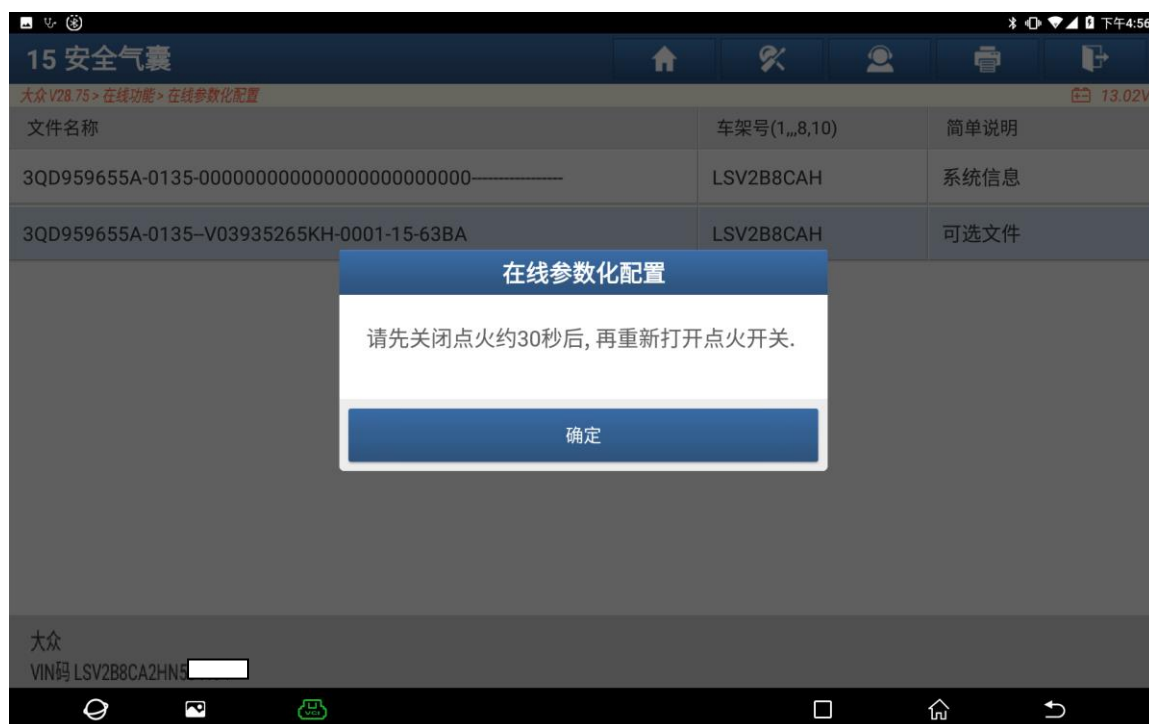 下午4:56
15 安全气囊
大众 V28.75 > 在线功能 > 在线参数化配置
13.02V
文件名称 车架号(1,,,8,10) 简单说明
3QD959655A-0135-000000000000000000000000---------------- LSV2B8CAH 系统信息
3QD959655A-0135--V03935265KH-0001-15-63BA LSV2B8CAH 可选文件
在线参数化配置
请先关闭点火约30秒后, 再重新打开点火开关.
确定
大众
VIN码 LSV2B8CA2HN5
VCI